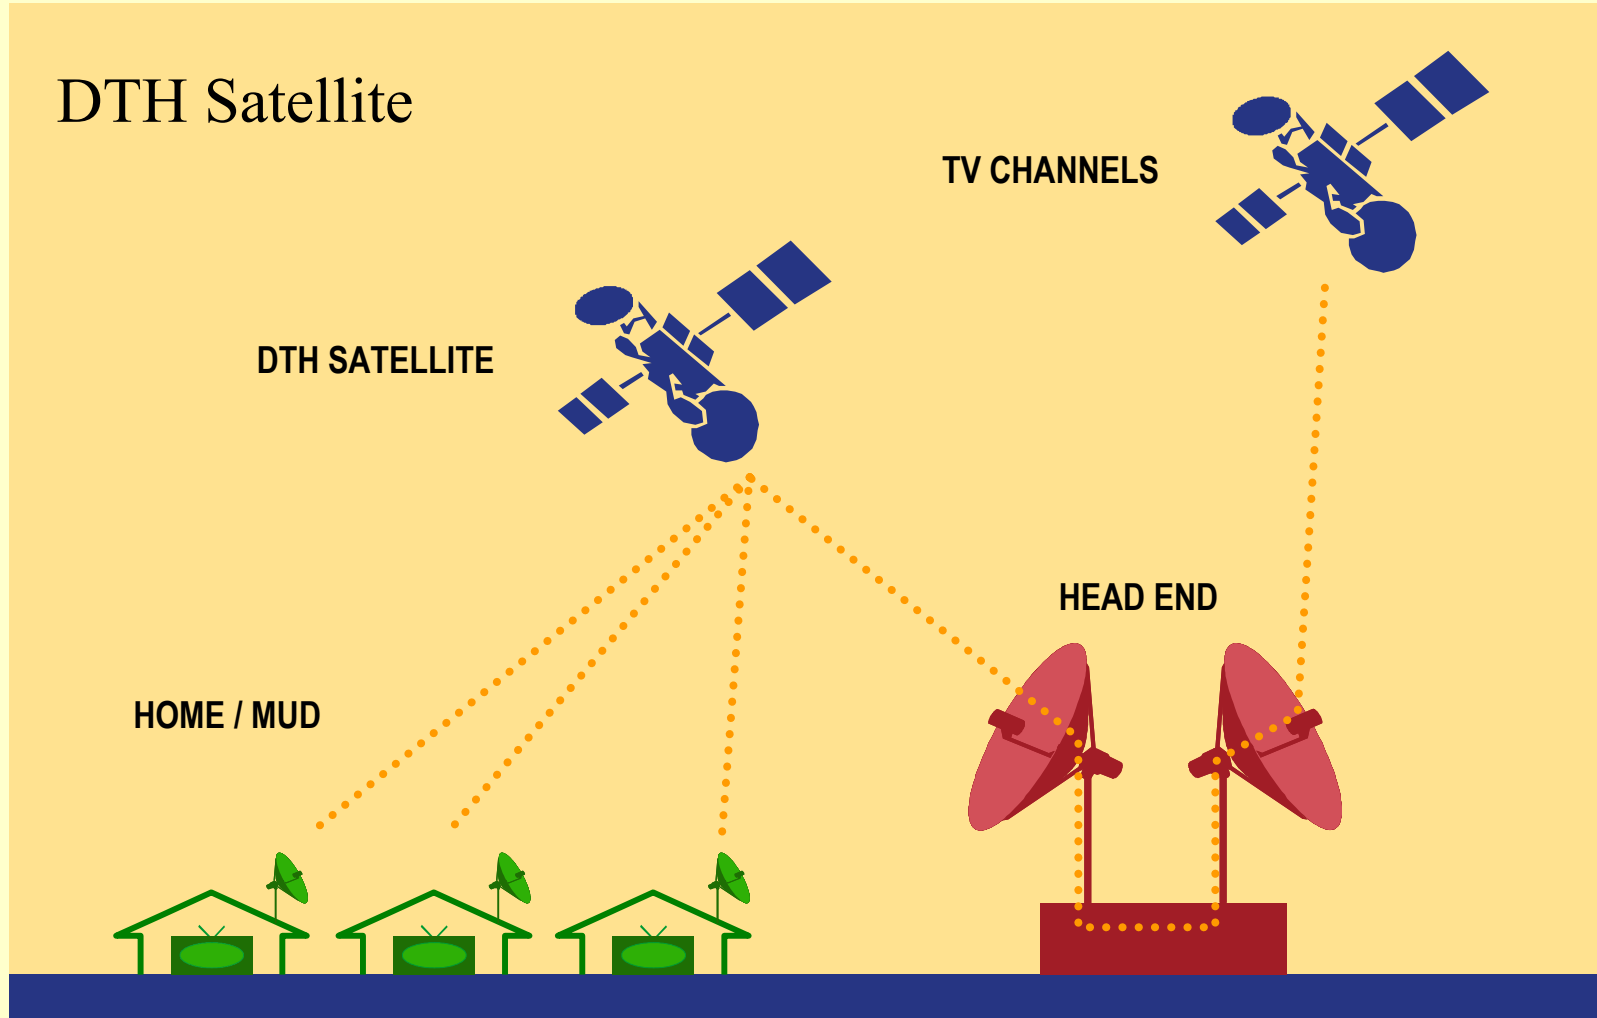 DTH Satellite
TV CHANNELS
DTH SATELLITE
HEAD END
HOME / MUD